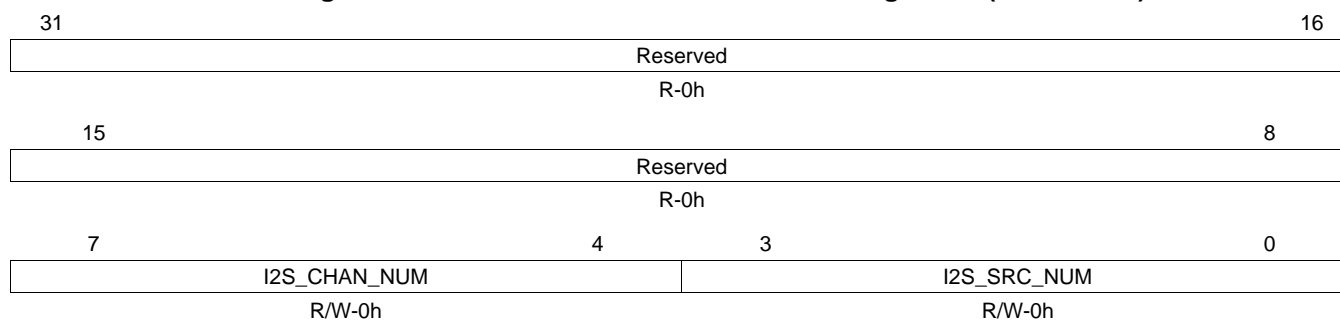 31 16
Reserved
R-0h
15 8
Reserved
R-0h
7 4 3 0
I2S_CHAN_NUM I2S_SRC_NUM
R/W-0h R/W-0h